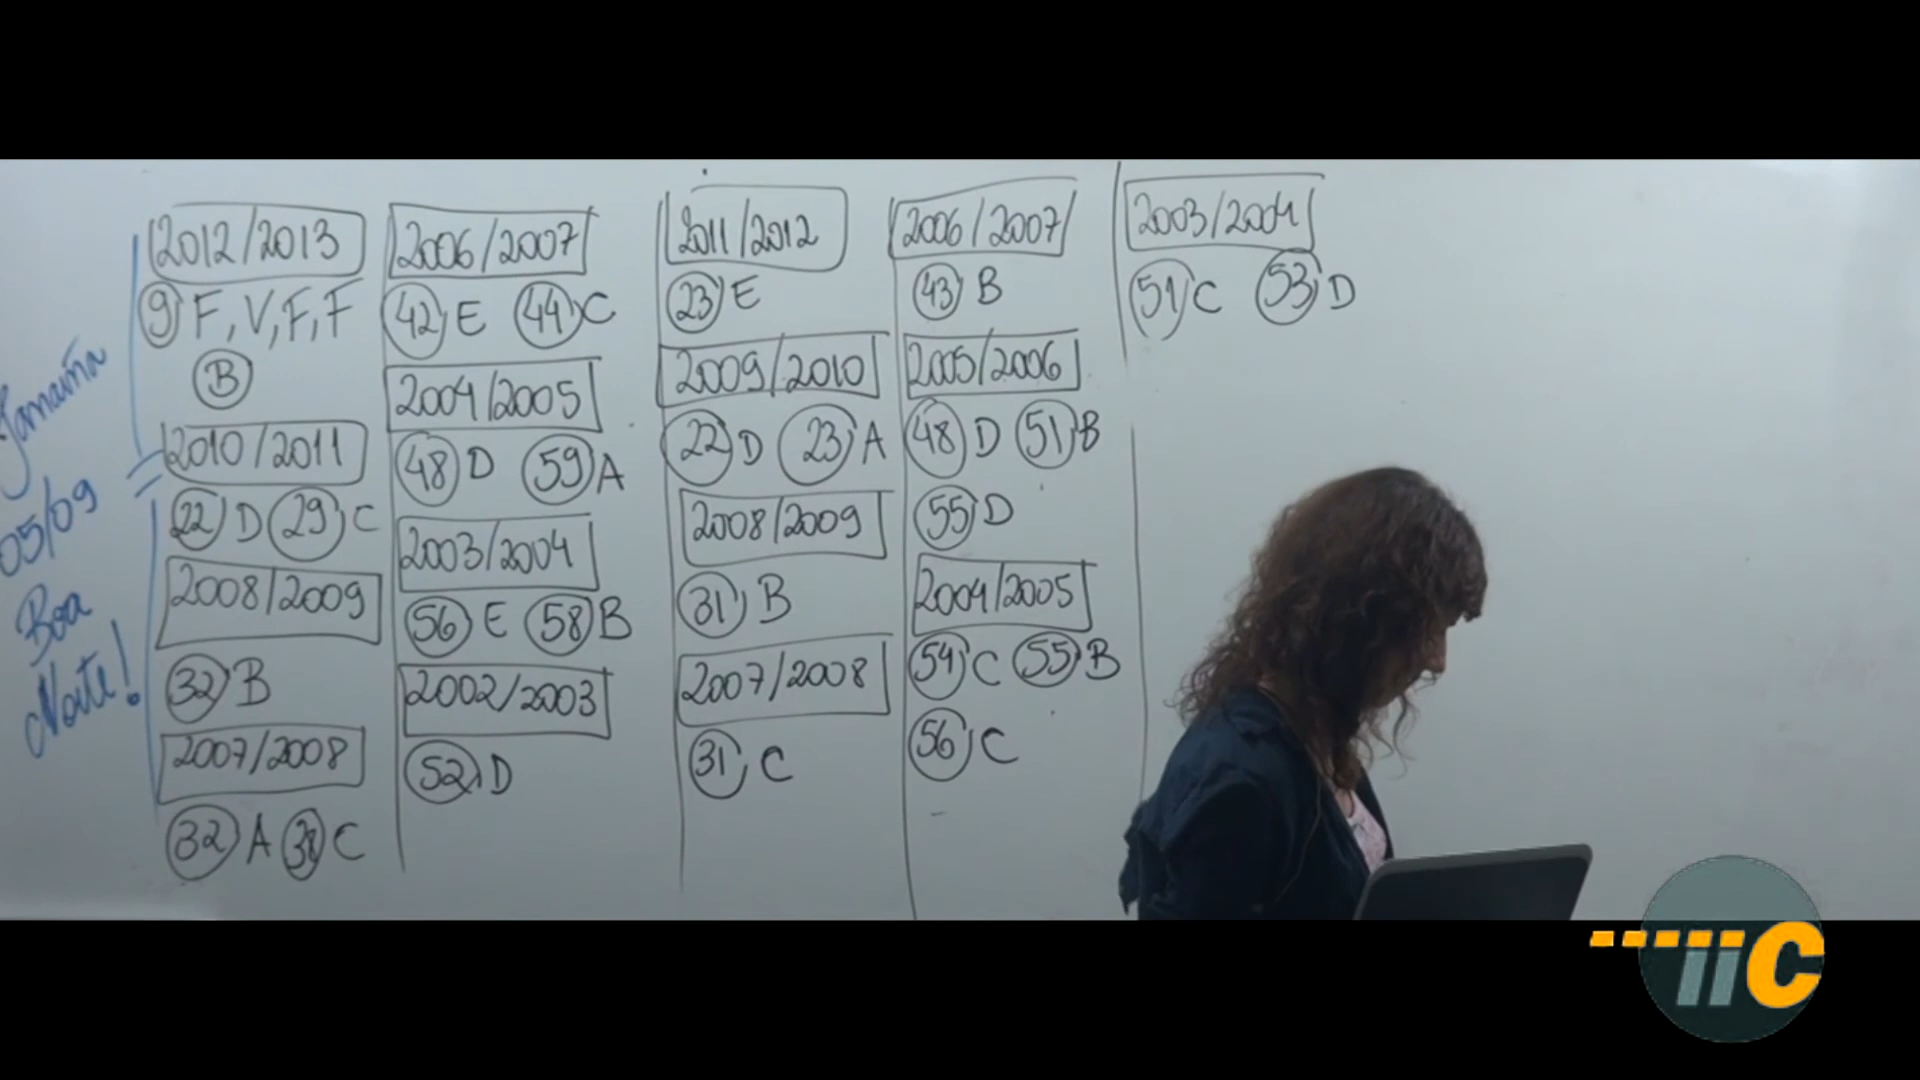 Janaína
05/09
Boa
Noite!
2012/2013
9 F, V, F, F
B
2010/2011
22 D 29 C
2008/2009
32 B
2007/2008
32 A 38 C
2006/2007
42 E 44 C
2004/2005
48 D 59 A
2003/2004
56 E 58 B
2002/2003
52 D
2011/2012
23 E
2009/2010
22 D 23 A
2008/2009
31 B
2007/2008
31 C
2006/2007
43 B
2005/2006
48 D 51 B
55 D
2004/2005
54 C 55 B
56 C
2003/2004
51 C 53 D
iiC